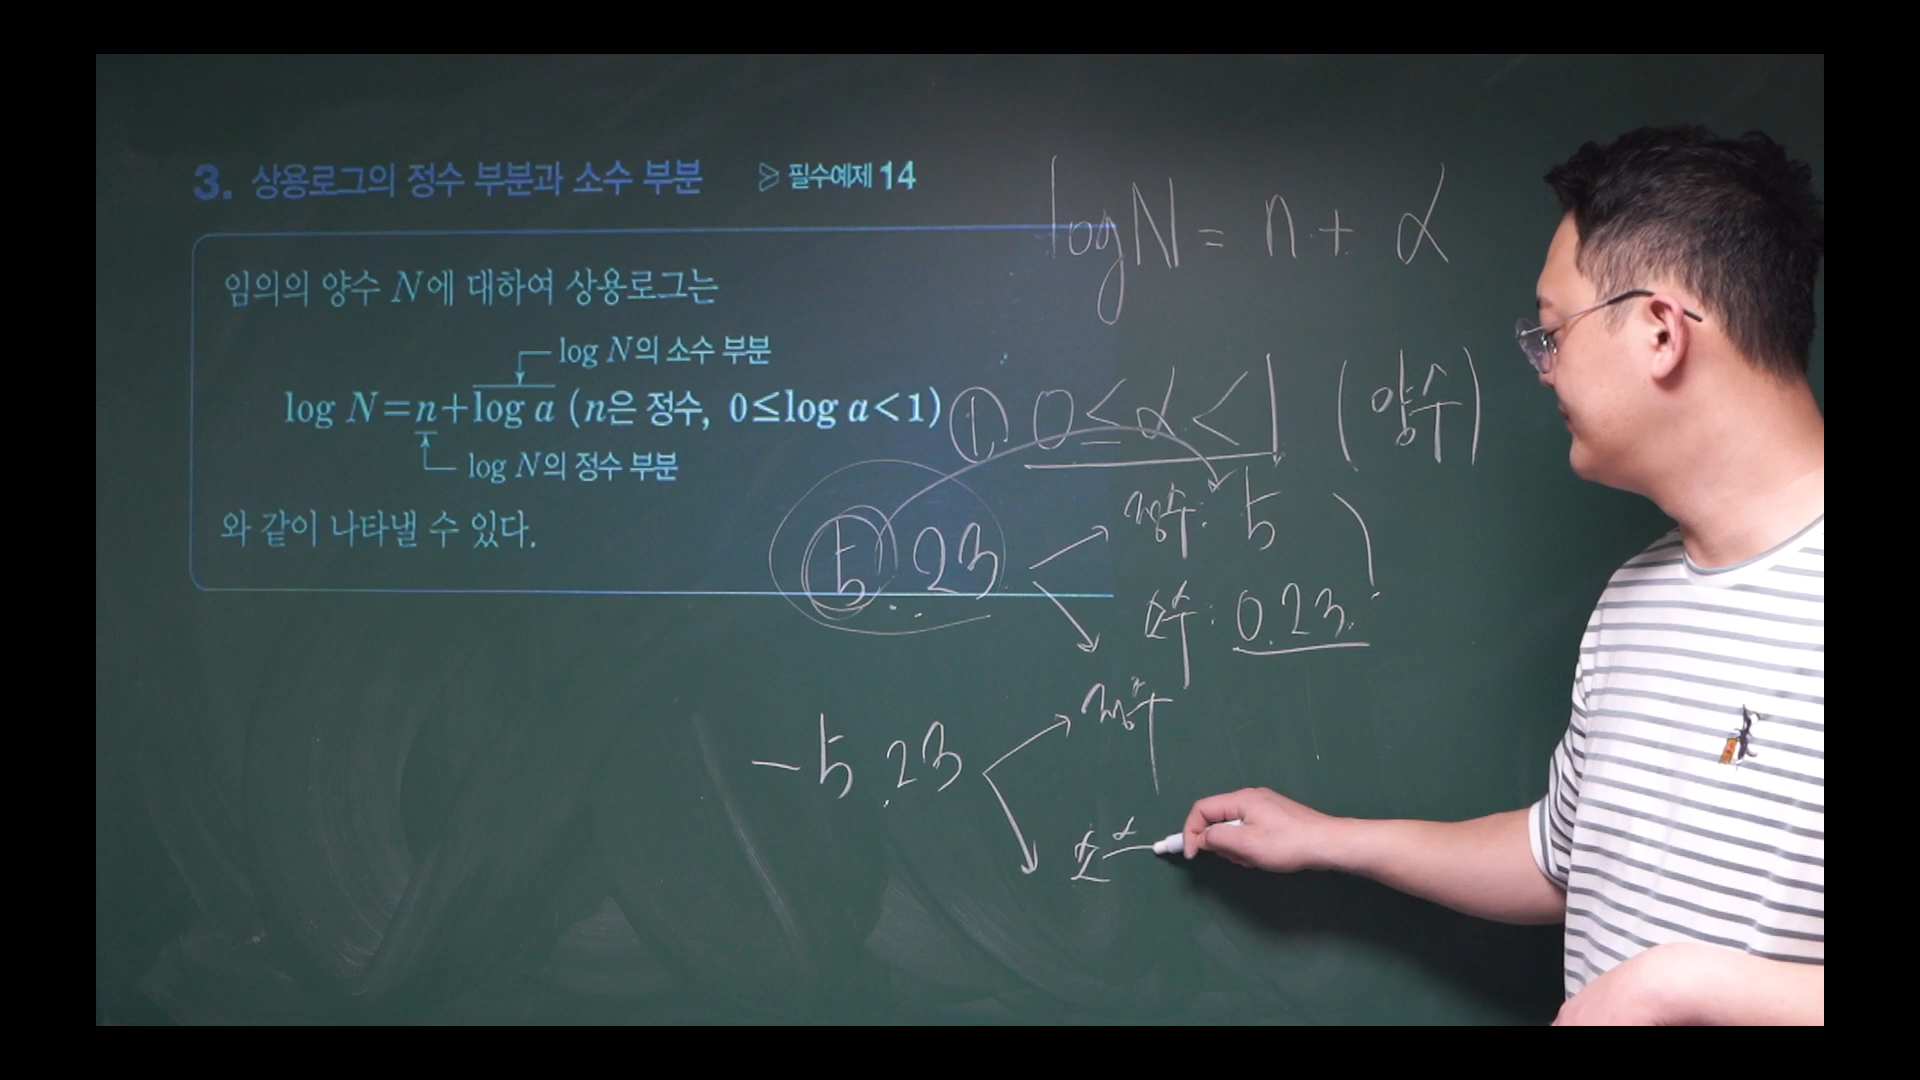 3. 상용로그의 정수 부분과 소수 부분 ▷ 필수예제 14
임의의 양수 N에 대하여 상용로그는
log N의 소수 부분
log N=n+log a (n은 정수, 0≤log a<1)
log N의 정수 부분
와 같이 나타낼 수 있다.
log N = n + α
① 0 ≤ α < 1 (양수)
5.23
정수: 5
소수: 0.23
-5.23
정수
소수